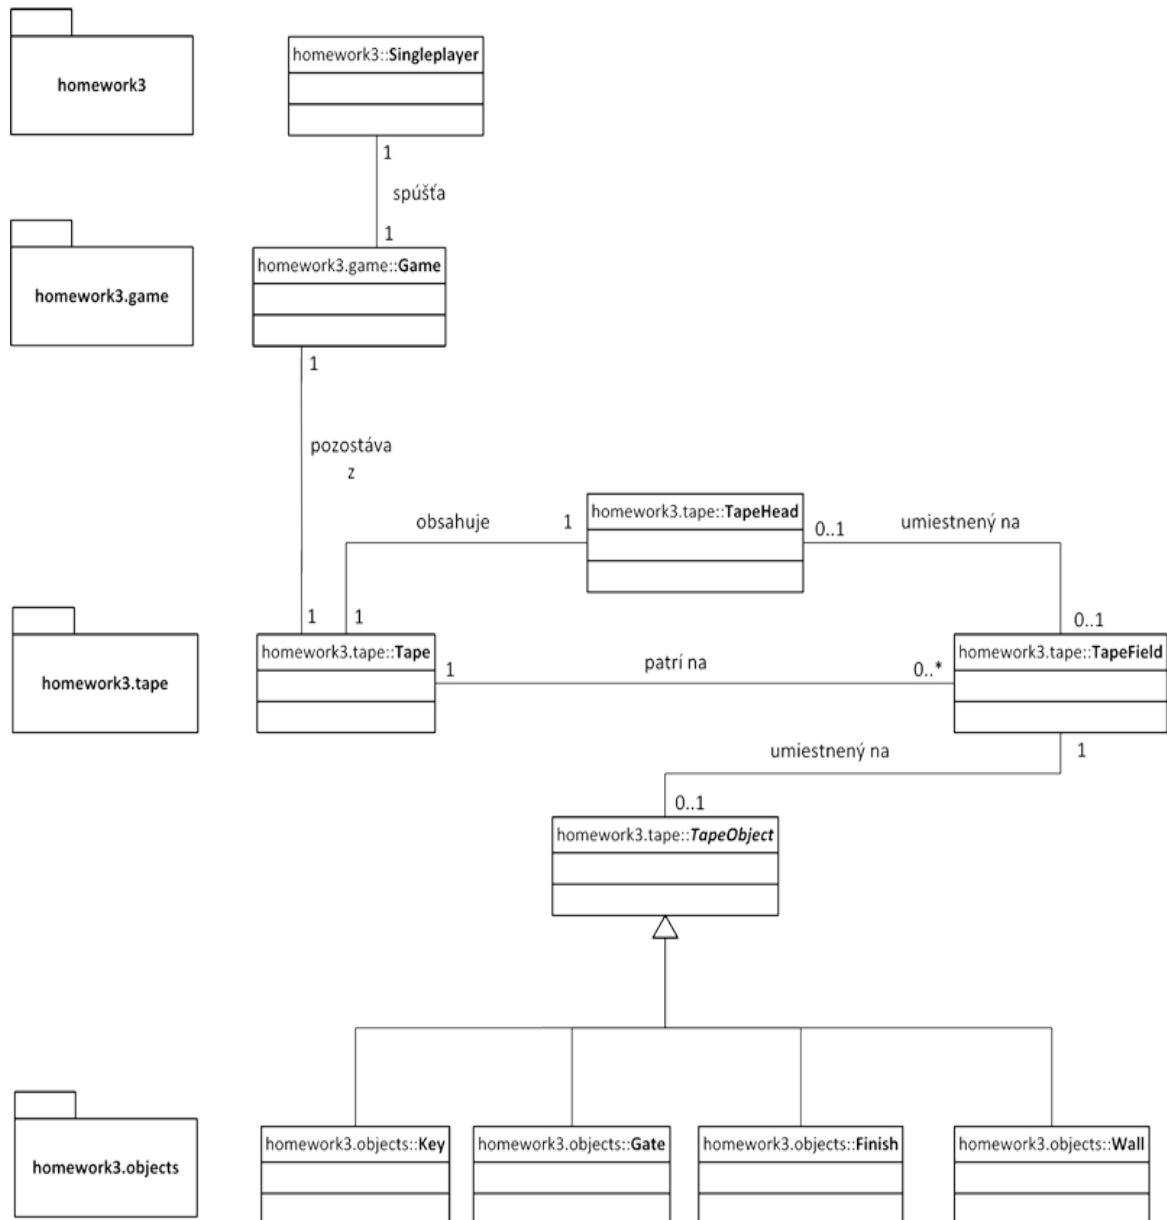 homework3
homework3::Singleplayer
1
spúšťa
1
homework3.game
homework3.game::Game
1
pozostáva
z
obsahuje
1
homework3.tape::TapeHead
0..1
umiestnený na
1
1
0..1
homework3.tape
homework3.tape::Tape
1
patrí na
0..*
homework3.tape::TapeField
umiestnený na
1
0..1
homework3.tape::TapeObject
homework3.objects
homework3.objects::Key
homework3.objects::Gate
homework3.objects::Finish
homework3.objects::Wall